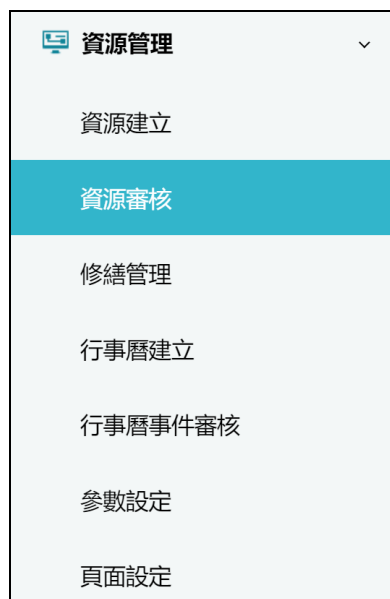 資源管理
資源建立
資源審核
修繕管理
行事曆建立
行事曆事件審核
參數設定
頁面設定